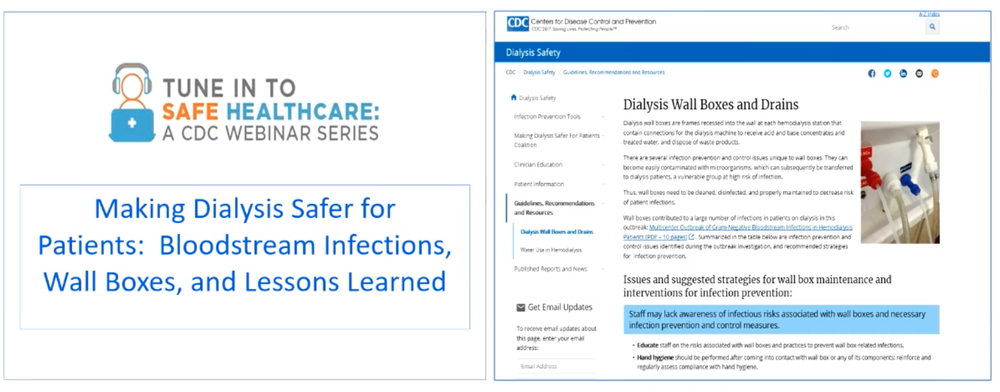 TUNE IN TO
SAFE HEALTHCARE:
A CDC WEBINAR SERIES
Making Dialysis Safer for
Patients: Bloodstream Infections,
Wall Boxes, and Lessons Learned
A-Z Index
CDC Centers for Disease Control and Prevention
CDC 24/7: Saving Lives, Protecting People™
Search
Dialysis Safety
CDC Dialysis Safety Guidelines, Recommendations and Resources
Dialysis Safety
Infection Prevention Tools
Making Dialysis Safer For Patients
Coalition
Clinician Education
Patient Information
Guidelines, Recommendations
and Resources
Dialysis Wall Boxes and Drains
Water Use in Hemodialysis
Published Reports and News
Get Email Updates
To receive email updates about
this page, enter your email
address:
Email Address
Dialysis Wall Boxes and Drains
Dialysis wall boxes are frames recessed into the wall at each hemodialysis station that
contain connections for the dialysis machine to receive acid and base concentrates and
treated water, and dispose of waste products.
There are several infection prevention and control issues unique to wall boxes. They can
become easily contaminated with microorganisms, which can subsequently be transferred
to dialysis patients, a vulnerable group at high risk of infection.
Thus, wall boxes need to be cleaned, disinfected, and properly maintained to decrease risk
of patient infections.
Wall boxes contributed to a large number of infections in patients on dialysis in this
outbreak: Multicenter Outbreak of Gram-Negative Bloodstream Infections in Hemodialysis
Patients [PDF – 10 pages]. Summarized in the table below are infection prevention and
control issues identified during the outbreak investigation, and recommended strategies
for infection prevention.
Issues and suggested strategies for wall box maintenance and
interventions for infection prevention:
Staff may lack awareness of infectious risks associated with wall boxes and necessary
infection prevention and control measures.
• Educate staff on the risks associated with wall boxes and practices to prevent wall box-related infections.
• Hand hygiene should be performed after coming into contact with wall box or any of its components; reinforce and
regularly assess compliance with hand hygiene.